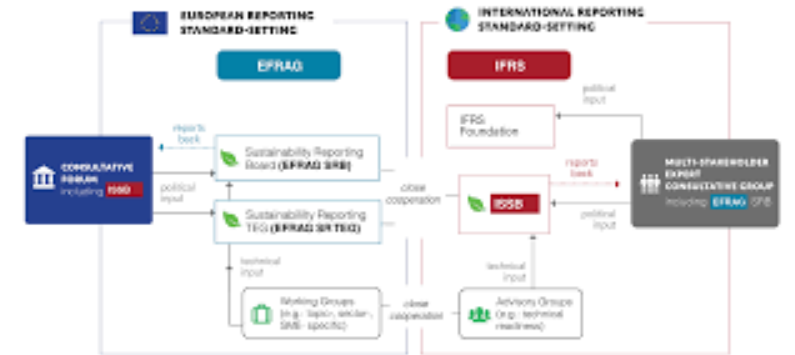 EUROPEAN REPORTING
STANDARD-SETTING
EFRAG
INTERNATIONAL REPORTING
STANDARD-SETTING
IFRS
political
input
IFRS
Foundation
reports
back
Sustainability Reporting
Board (EFRAG SRB)
CONSULTATIVE
FORUM
including ISSB
political
input
Sustainability Reporting
TEG (EFRAG SR TEG)
close
cooperation
ISSB
reports
back
political
input
MULTI-STAKEHOLDER
EXPERT
CONSULTATIVE GROUP
including EFRAG SRB
technical
input
technical
input
Working Groups
(e.g.: topic-, sector-,
SME- specific)
close
cooperation
Advisory Groups
(e.g.: technical
readiness)